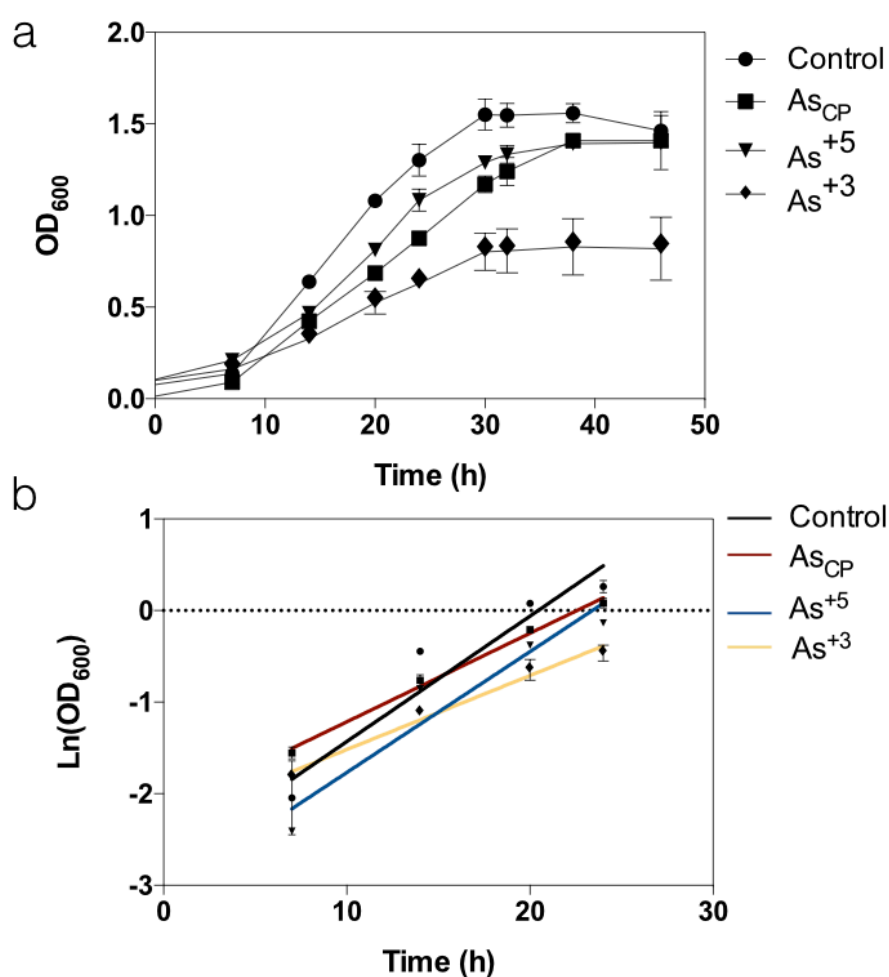 a
2.0
1.5
1.0
0.5
0.0
OD600
0 10 20 30 40 50
Time (h)
Control
AsCP
As+5
As+3
b
1
0
-1
-2
-3
Ln(OD600)
0 10 20 30
Time (h)
Control
AsCP
As+5
As+3